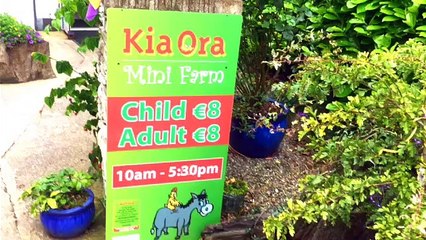 Kia Ora
Mini Farm
Child €8
Adult €8
10am - 5:30pm